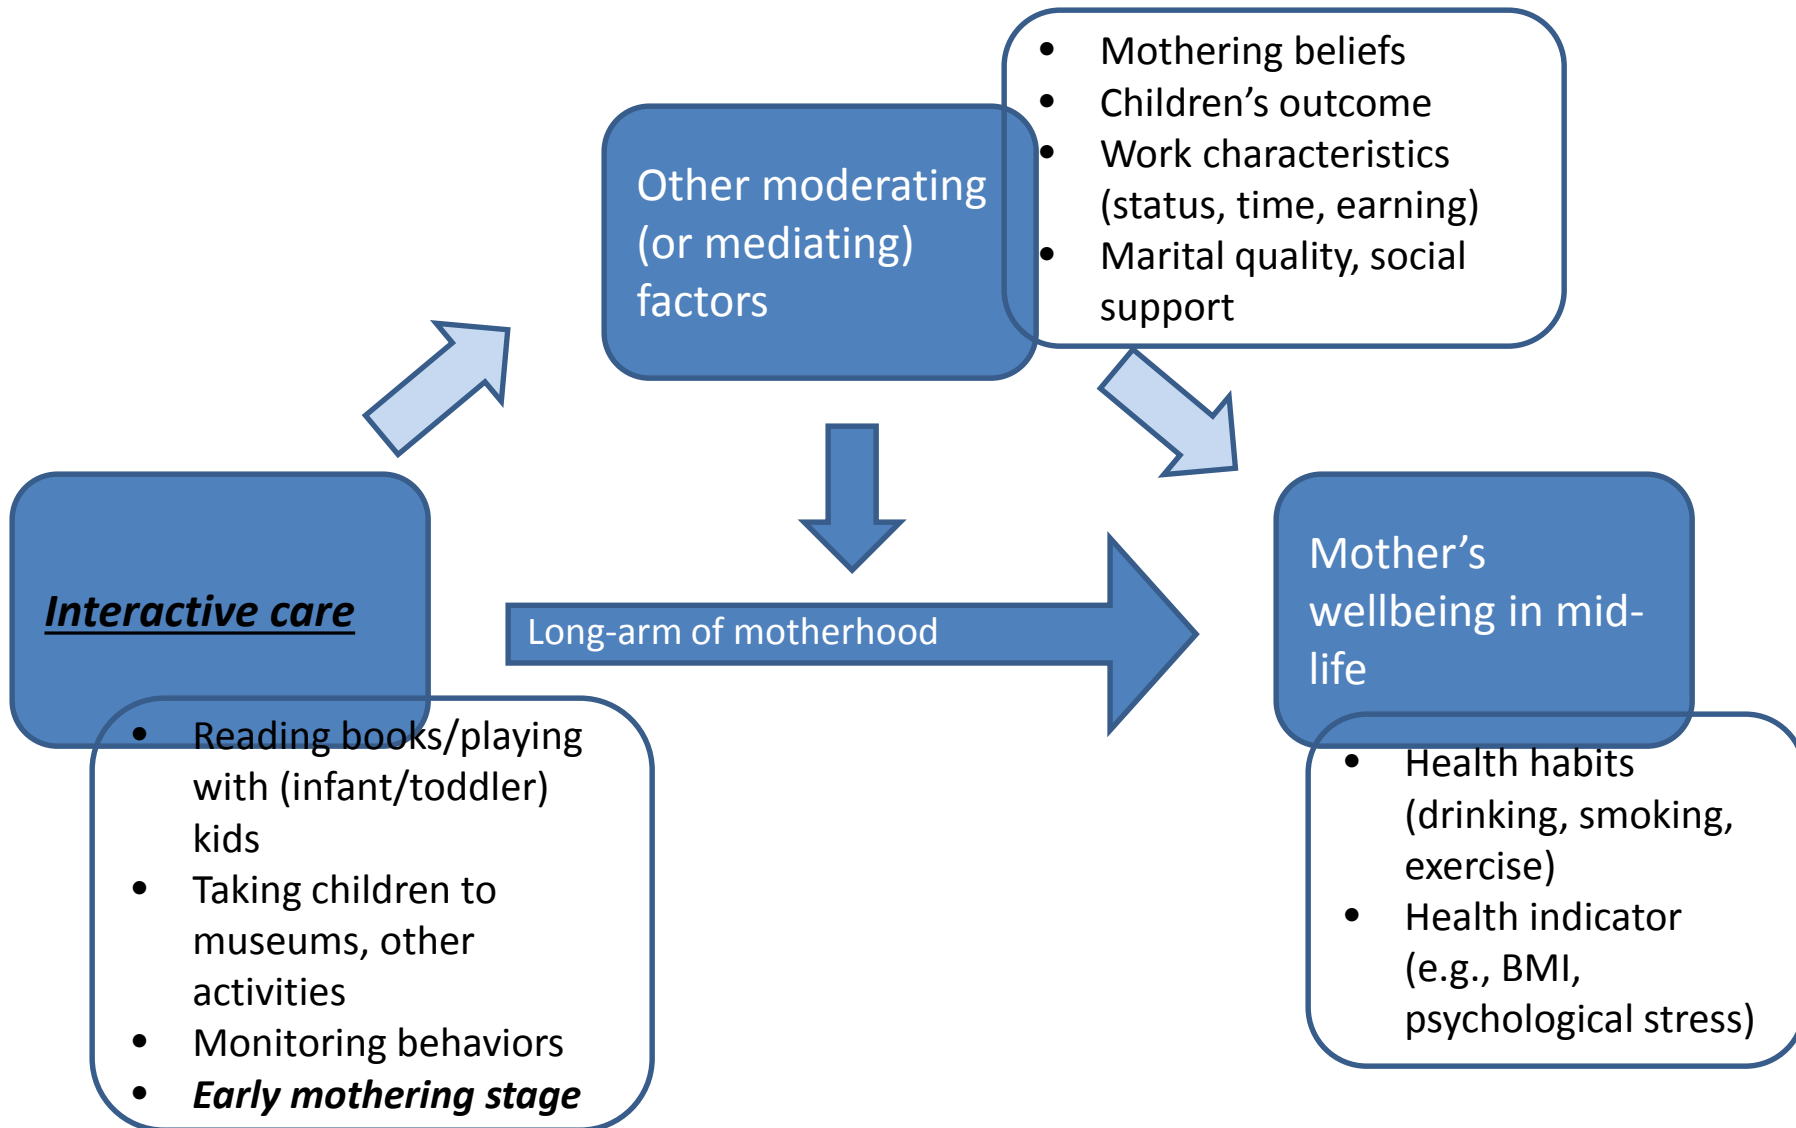 • Mothering beliefs
• Children’s outcome
• Work characteristics
(status, time, earning)
• Marital quality, social
support
Other moderating
(or mediating)
factors
Interactive care
Long-arm of motherhood
Mother’s
wellbeing in mid-
life
• Reading books/playing
with (infant/toddler)
kids
• Taking children to
museums, other
activities
• Monitoring behaviors
• Early mothering stage
• Health habits
(drinking, smoking,
exercise)
• Health indicator
(e.g., BMI,
psychological stress)